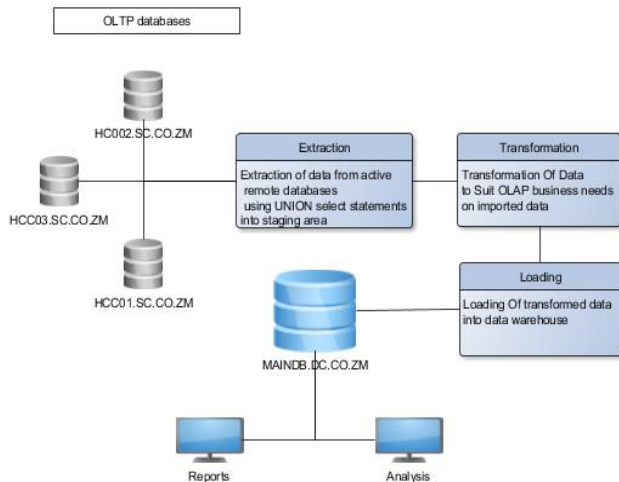 OLTP databases
HC002.SC.CO.ZM
HCC03.SC.CO.ZM
HCC01.SC.CO.ZM
Extraction
Extraction of data from active
remote databases
using UNION select statements
into staging area
Transformation
Transformation Of Data
to Suit OLAP business needs
on imported data
Loading
Loading Of transformed data
into data warehouse
MAINDB.DC.CO.ZM
Reports
Analysis